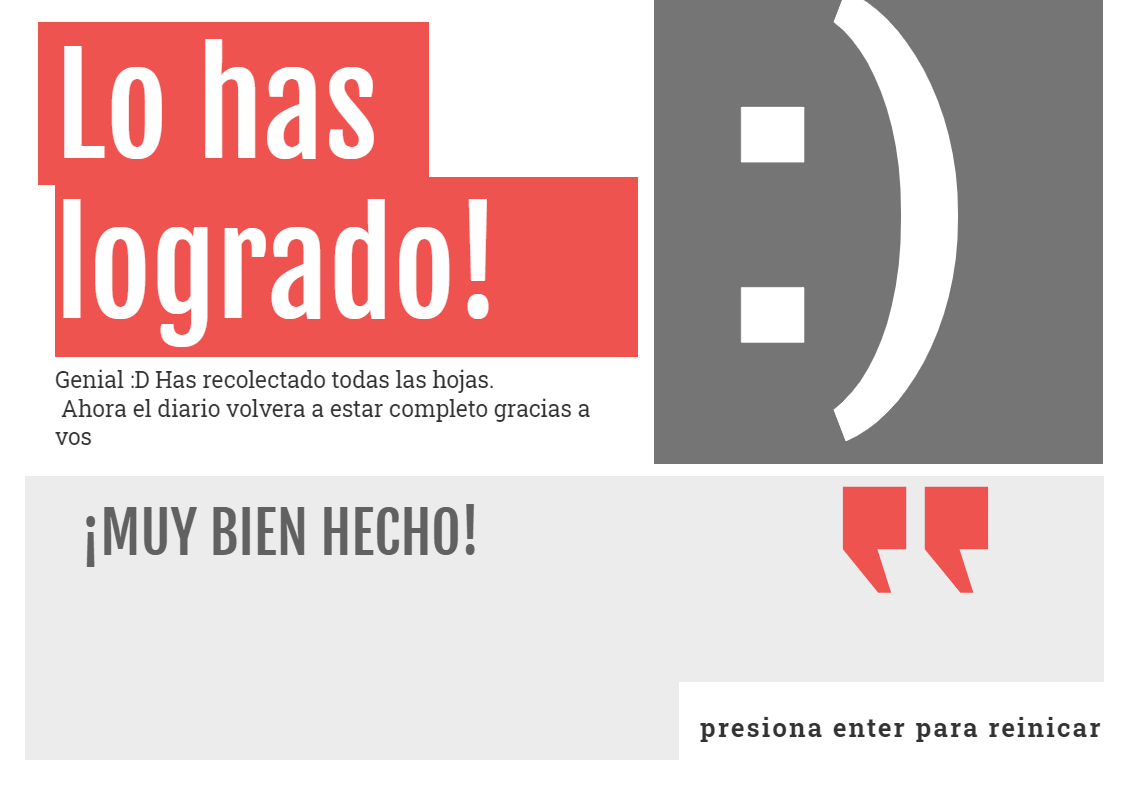 Lo has
logrado!
:)
Genial :D Has recolectado todas las hojas.
Ahora el diario volvera a estar completo gracias a
vos
¡MUY BIEN HECHO!
"
presiona enter para reinicar